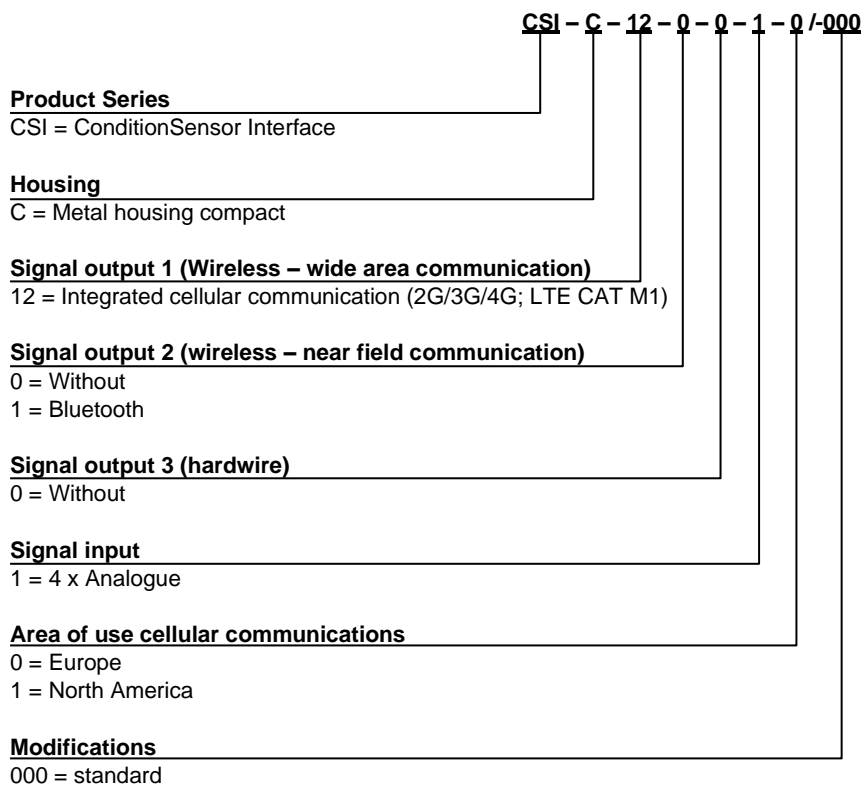 CSI – C – 12 – 0 – 0 – 1 – 0 /-000
Product Series
CSI = ConditionSensor Interface
Housing
C = Metal housing compact
Signal output 1 (Wireless – wide area communication)
12 = Integrated cellular communication (2G/3G/4G; LTE CAT M1)
Signal output 2 (wireless – near field communication)
0 = Without
1 = Bluetooth
Signal output 3 (hardwire)
0 = Without
Signal input
1 = 4 x Analogue
Area of use cellular communications
0 = Europe
1 = North America
Modifications
000 = standard